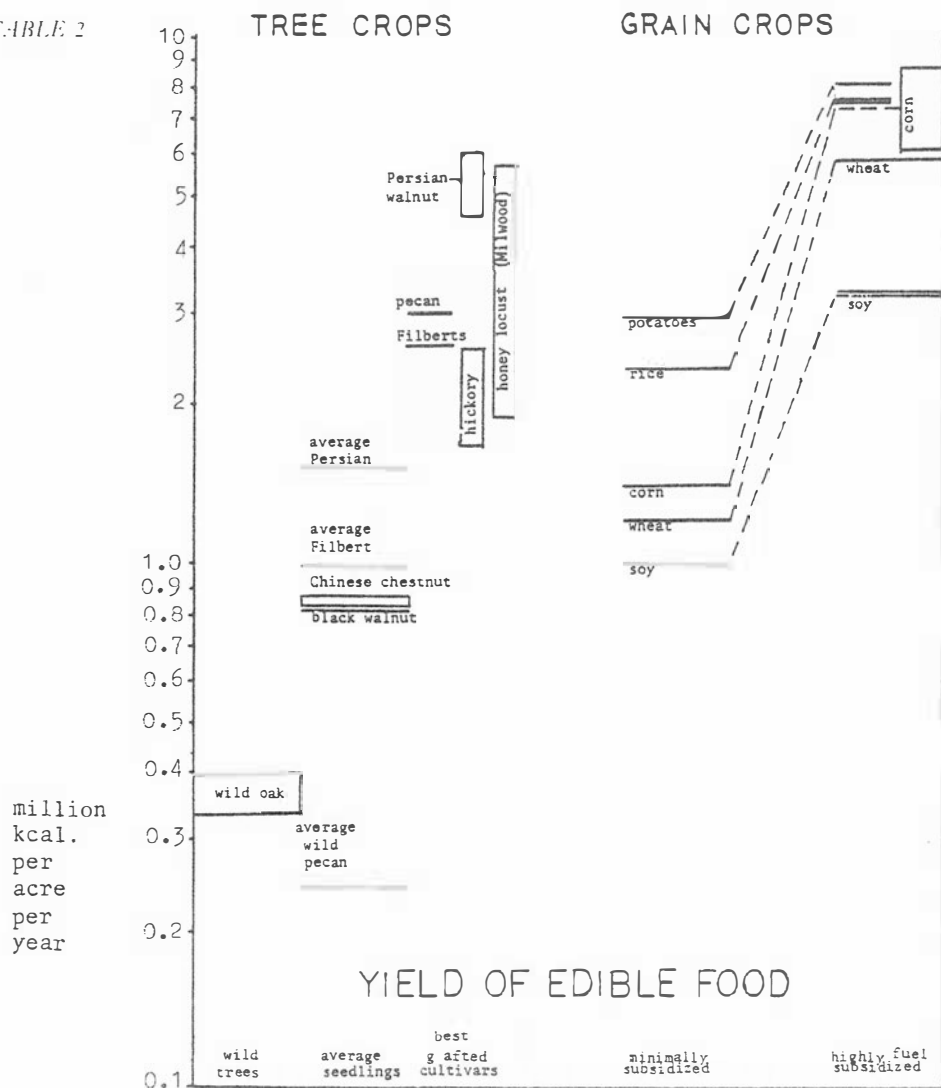 TABLE 2
TREE CROPS
GRAIN CROPS
10
9
8
7
6
5
4
3
2
1.0
0.9
0.8
0.7
0.6
0.5
0.4
0.3
0.2
0.1
million
kcal.
per
acre
per
year
Persian
walnut
honey locust (Milwood)
pecan
Filberts
hickory
average
Persian
average
Filbert
Chinese chestnut
black walnut
wild oak
average
wild
pecan
potatoes
rice
corn
wheat
soy
corn
wheat
soy
YIELD OF EDIBLE FOOD
wild
trees
average
seedlings
best
g afted
cultivars
minimally
subsidized
highly fuel
subsidized